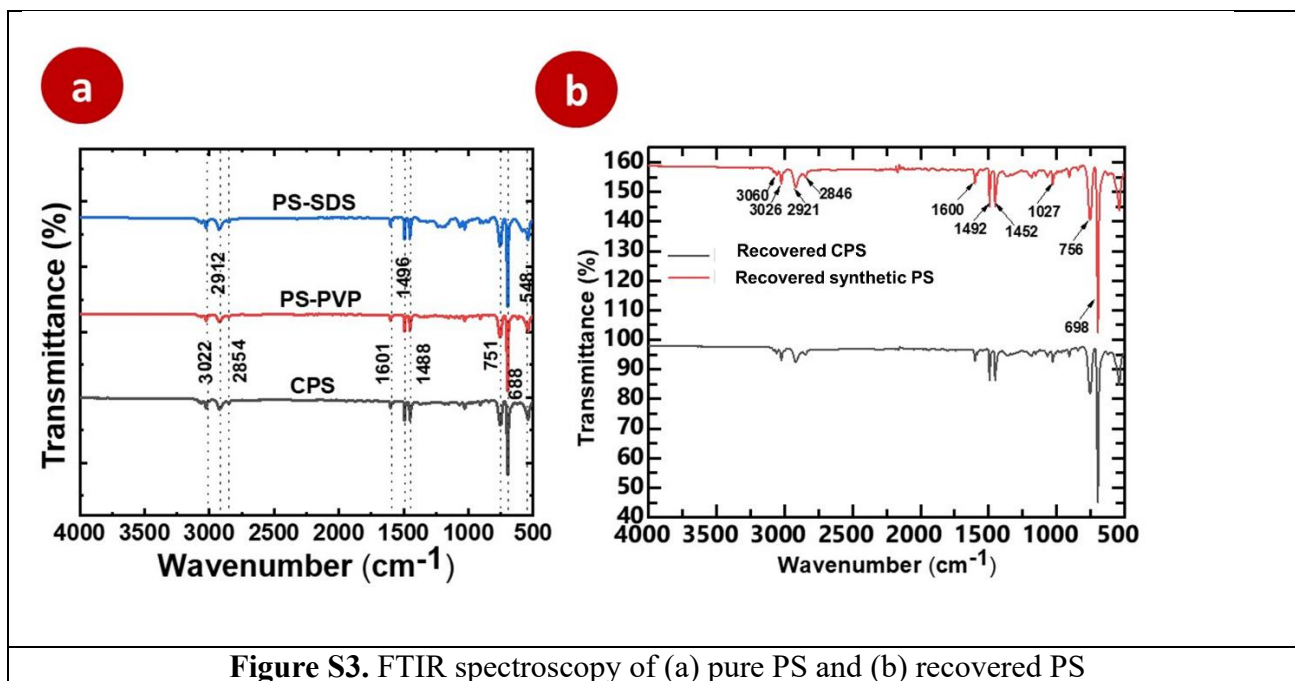 a
b
Transmittance (%)
PS-SDS
2912
1496
548
PS-PVP
3022
2854
1601
1488
751
688
CPS
4000 3500 3000 2500 2000 1500 1000 500
Wavenumber (cm-1)
Transmittance (%)
160
150
140
130
120
110
100
90
80
70
60
50
40
3060
3026
2921
2846
1600
1492
1452
1027
756
698
Recovered CPS
Recovered synthetic PS
4000 3500 3000 2500 2000 1500 1000 500
Wavenumber (cm-1)
Figure S3. FTIR spectroscopy of (a) pure PS and (b) recovered PS